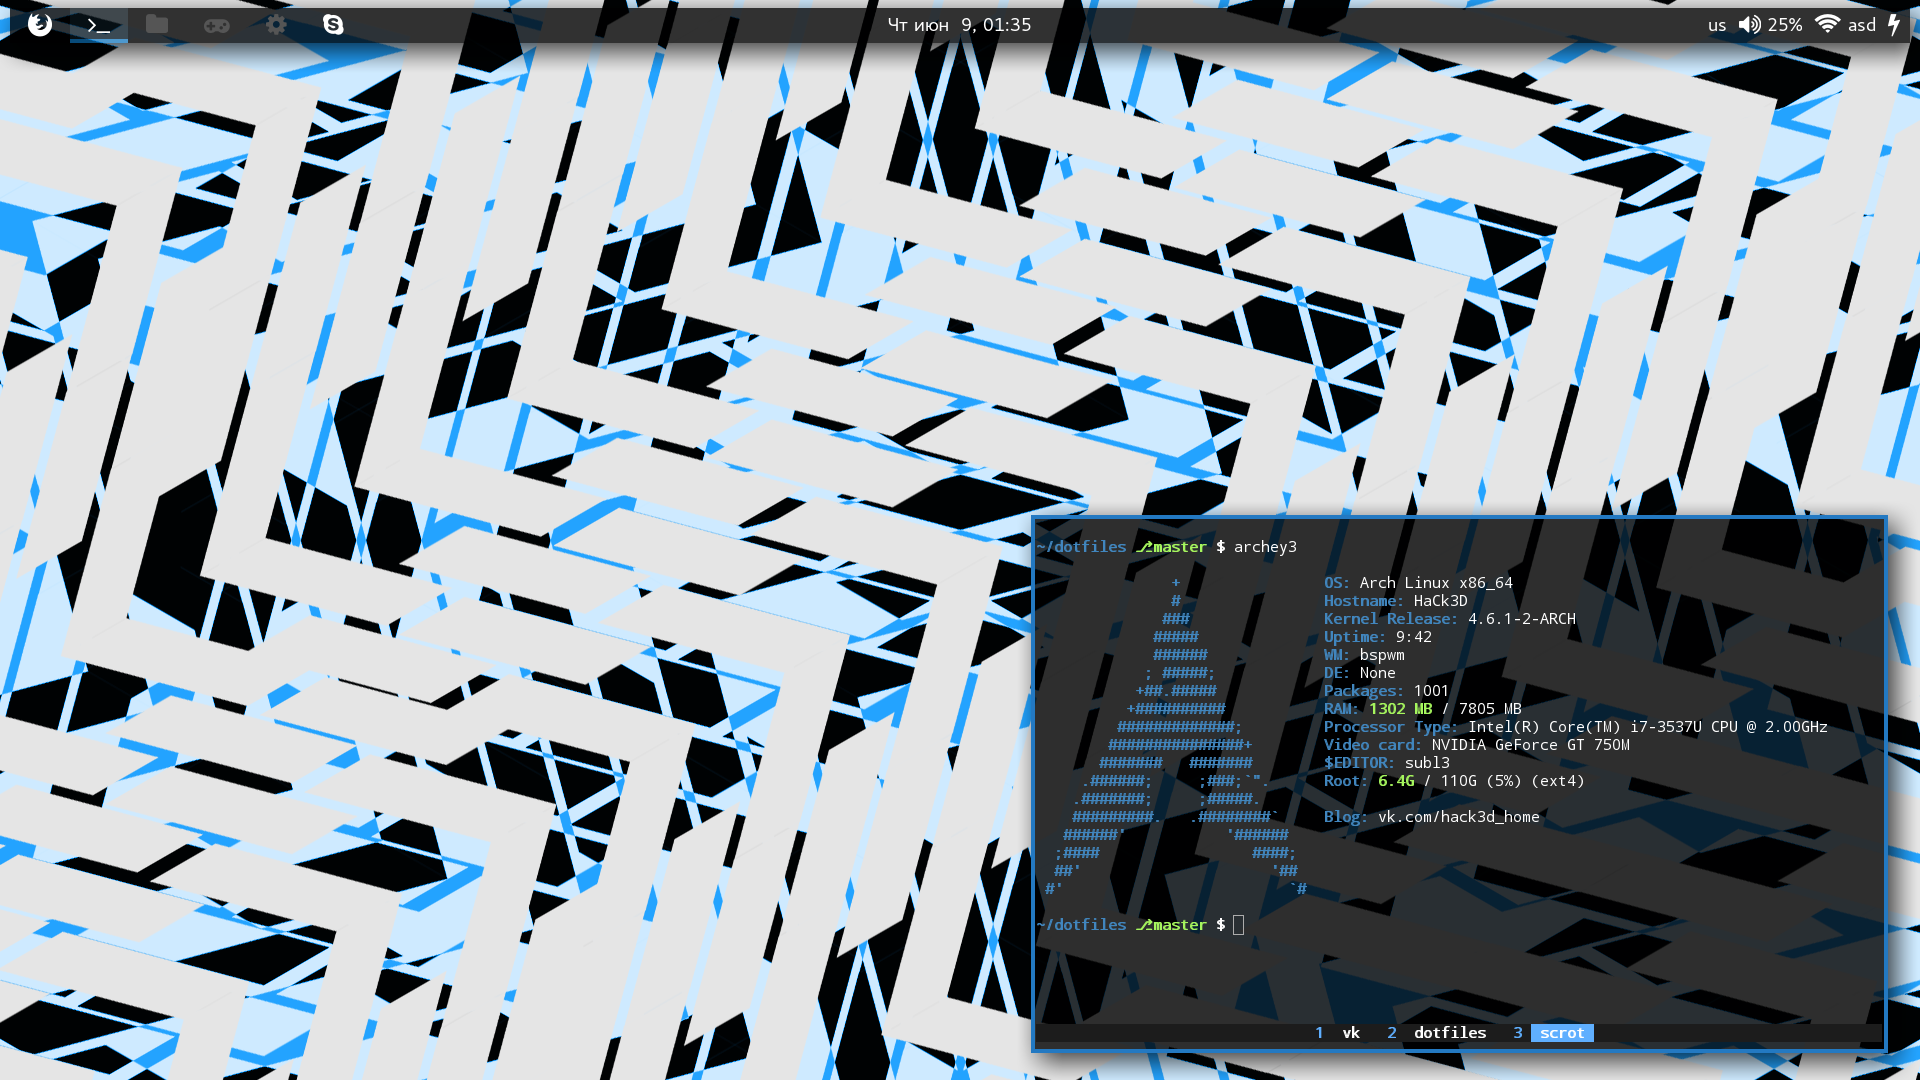 Чт июн 9, 01:35
us 25% asd
~/dotfiles ⎇master $ archey3
+
#
###
#####
######
; #####;
+##.#####
+##########
#############;
###############+
####### #######
.######; ;###;`".
.#######; ;#####.
#########. .########`
######' '######
;#### ####;
##' '##
#' `#
OS: Arch Linux x86_64
Hostname: HaCk3D
Kernel Release: 4.6.1-2-ARCH
Uptime: 9:42
WM: bspwm
DE: None
Packages: 1001
RAM: 1302 MB / 7805 MB
Processor Type: Intel(R) Core(TM) i7-3537U CPU @ 2.00GHz
Video card: NVIDIA GeForce GT 750M
$EDITOR: subl3
Root: 6.4G / 110G (5%) (ext4)
Blog: vk.com/hack3d_home
~/dotfiles ⎇master $
1 vk 2 dotfiles 3 scrot